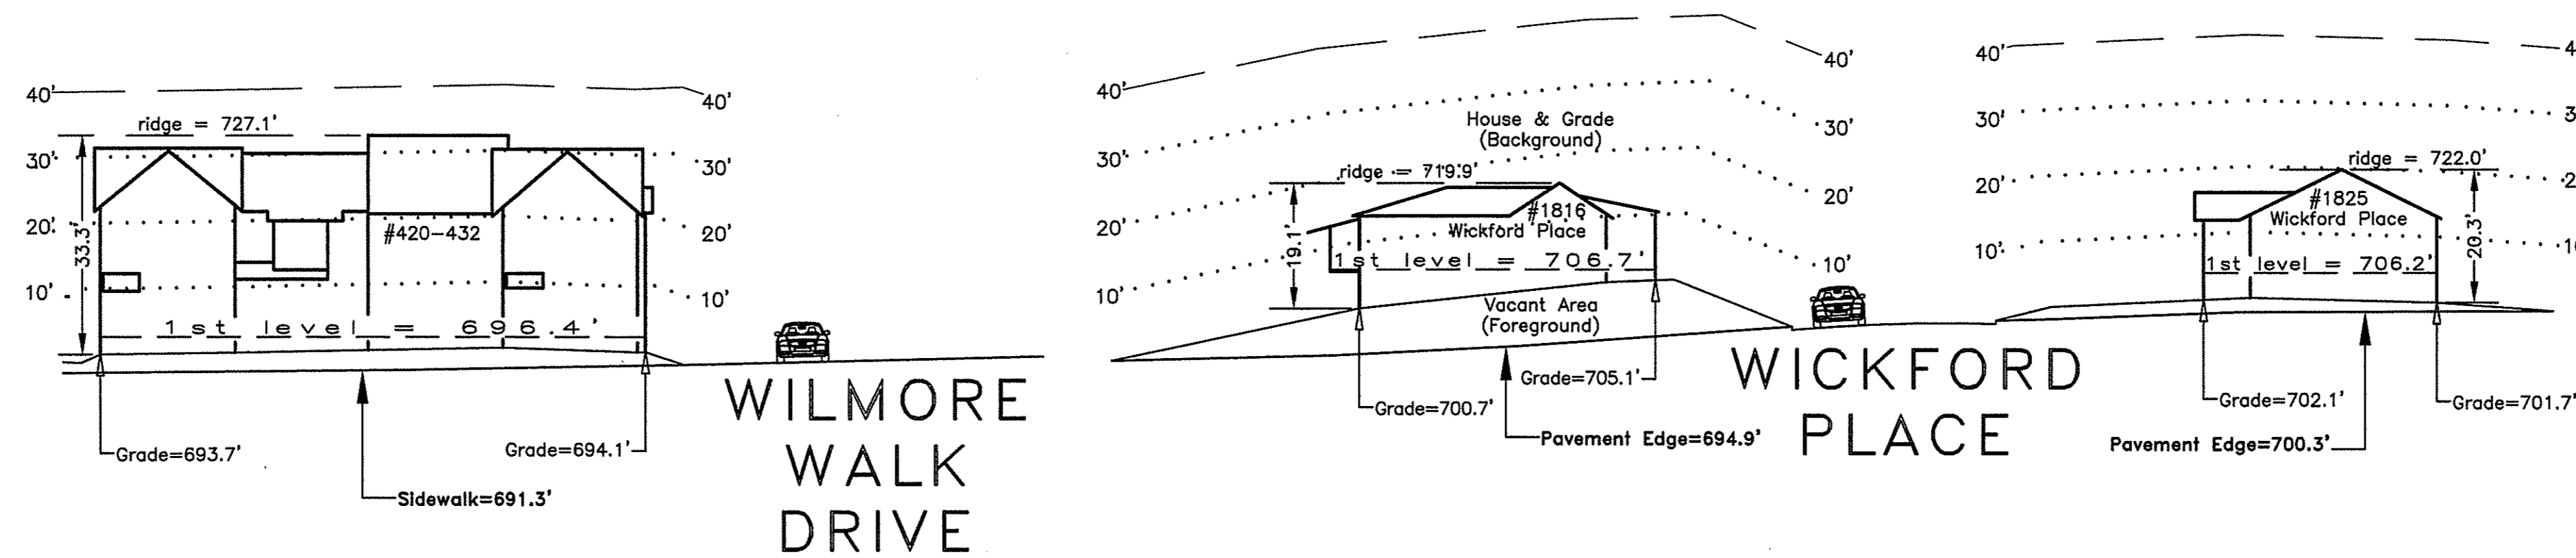 40'
40'
ridge = 727.1'
30'
30'
33.3'
20'
20'
#420-432
10'
10'
1st level = 696.4'
Grade=693.7'
Grade=694.1'
Sidewalk=691.3'
WILMORE
WALK
DRIVE
40'
40'
House & Grade
(Background)
30'
30'
ridge = 719.9'
20'
20'
#1816
Wickford Place
19.1'
1st level = 706.7'
10'
10'
Vacant Area
(Foreground)
Grade=705.1'
Grade=700.7'
Pavement Edge=694.9'
WICKFORD
PLACE
40'
30'
ridge = 722.0'
20'
#1825
Wickford Place
20.3'
10'
1st level = 706.2'
Grade=702.1'
Grade=701.7'
Pavement Edge=700.3'